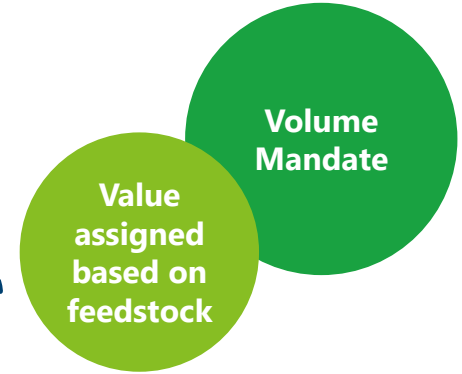 Volume
Mandate
Value
assigned
based on
feedstock